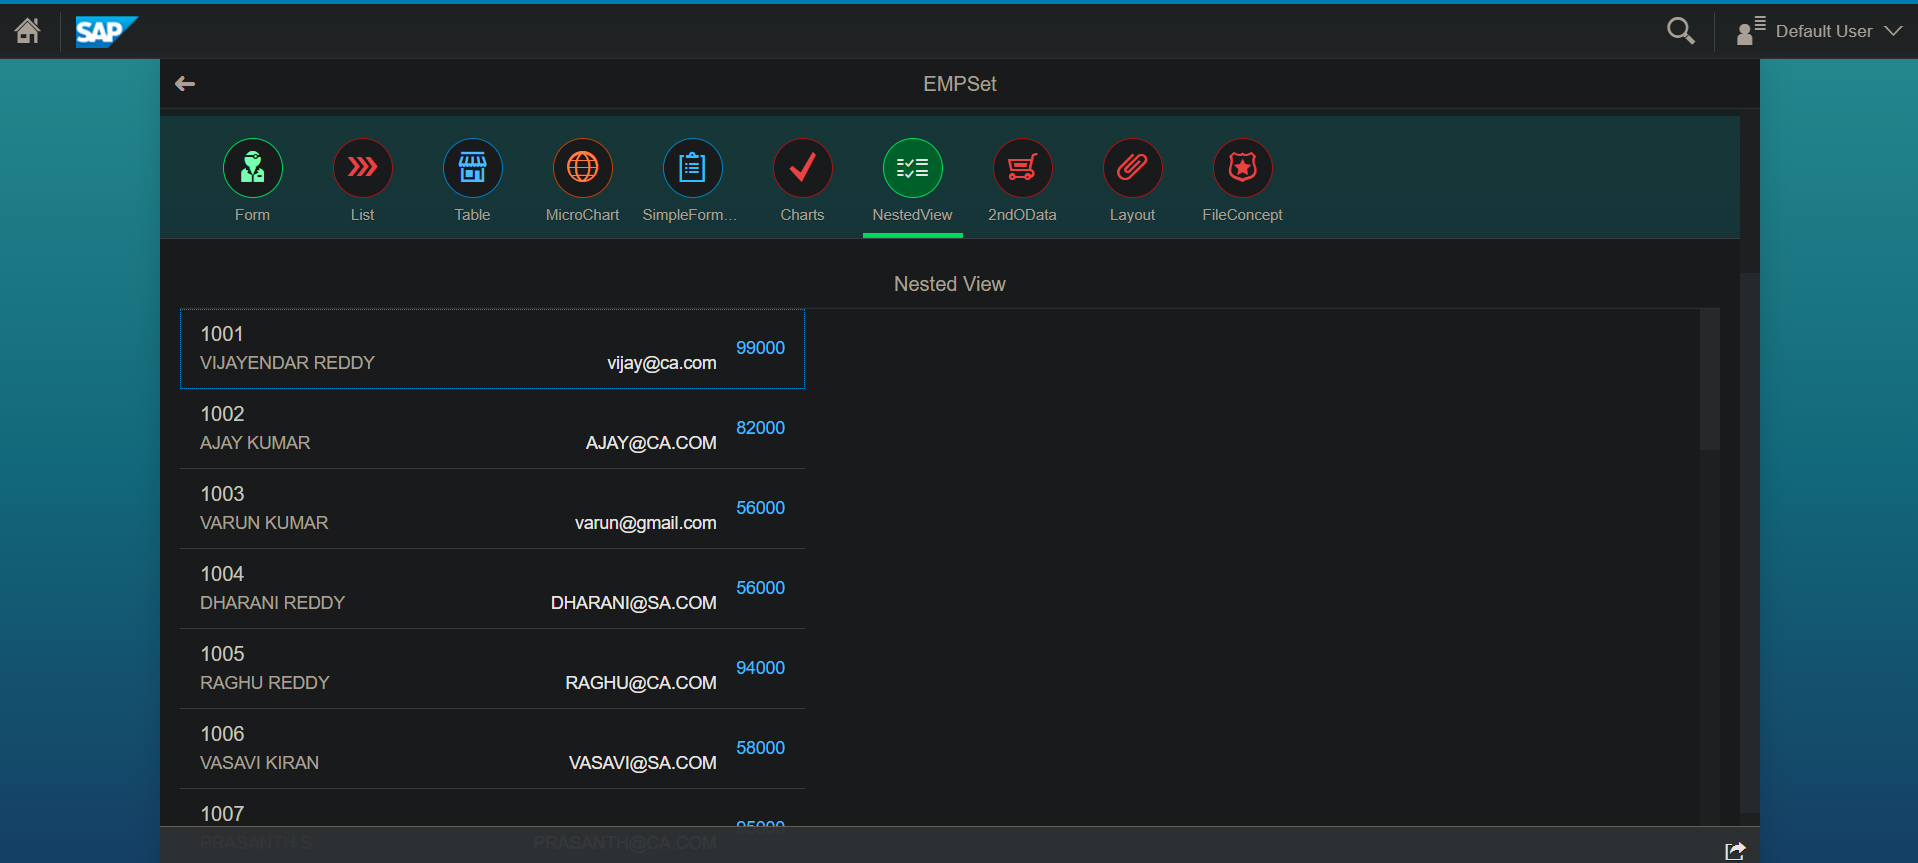 SAP
Default User
EMPSet
Form
List
Table
MicroChart
SimpleForm...
Charts
NestedView
2ndOData
Layout
FileConcept
Nested View
1001
VIJAYENDAR REDDY
vijay@ca.com
99000
1002
AJAY KUMAR
AJAY@CA.COM
82000
1003
VARUN KUMAR
varun@gmail.com
56000
1004
DHARANI REDDY
DHARANI@SA.COM
56000
1005
RAGHU REDDY
RAGHU@CA.COM
94000
1006
VASAVI KIRAN
VASAVI@SA.COM
58000
1007
PRASANTH S
PRASANTH@CA.COM